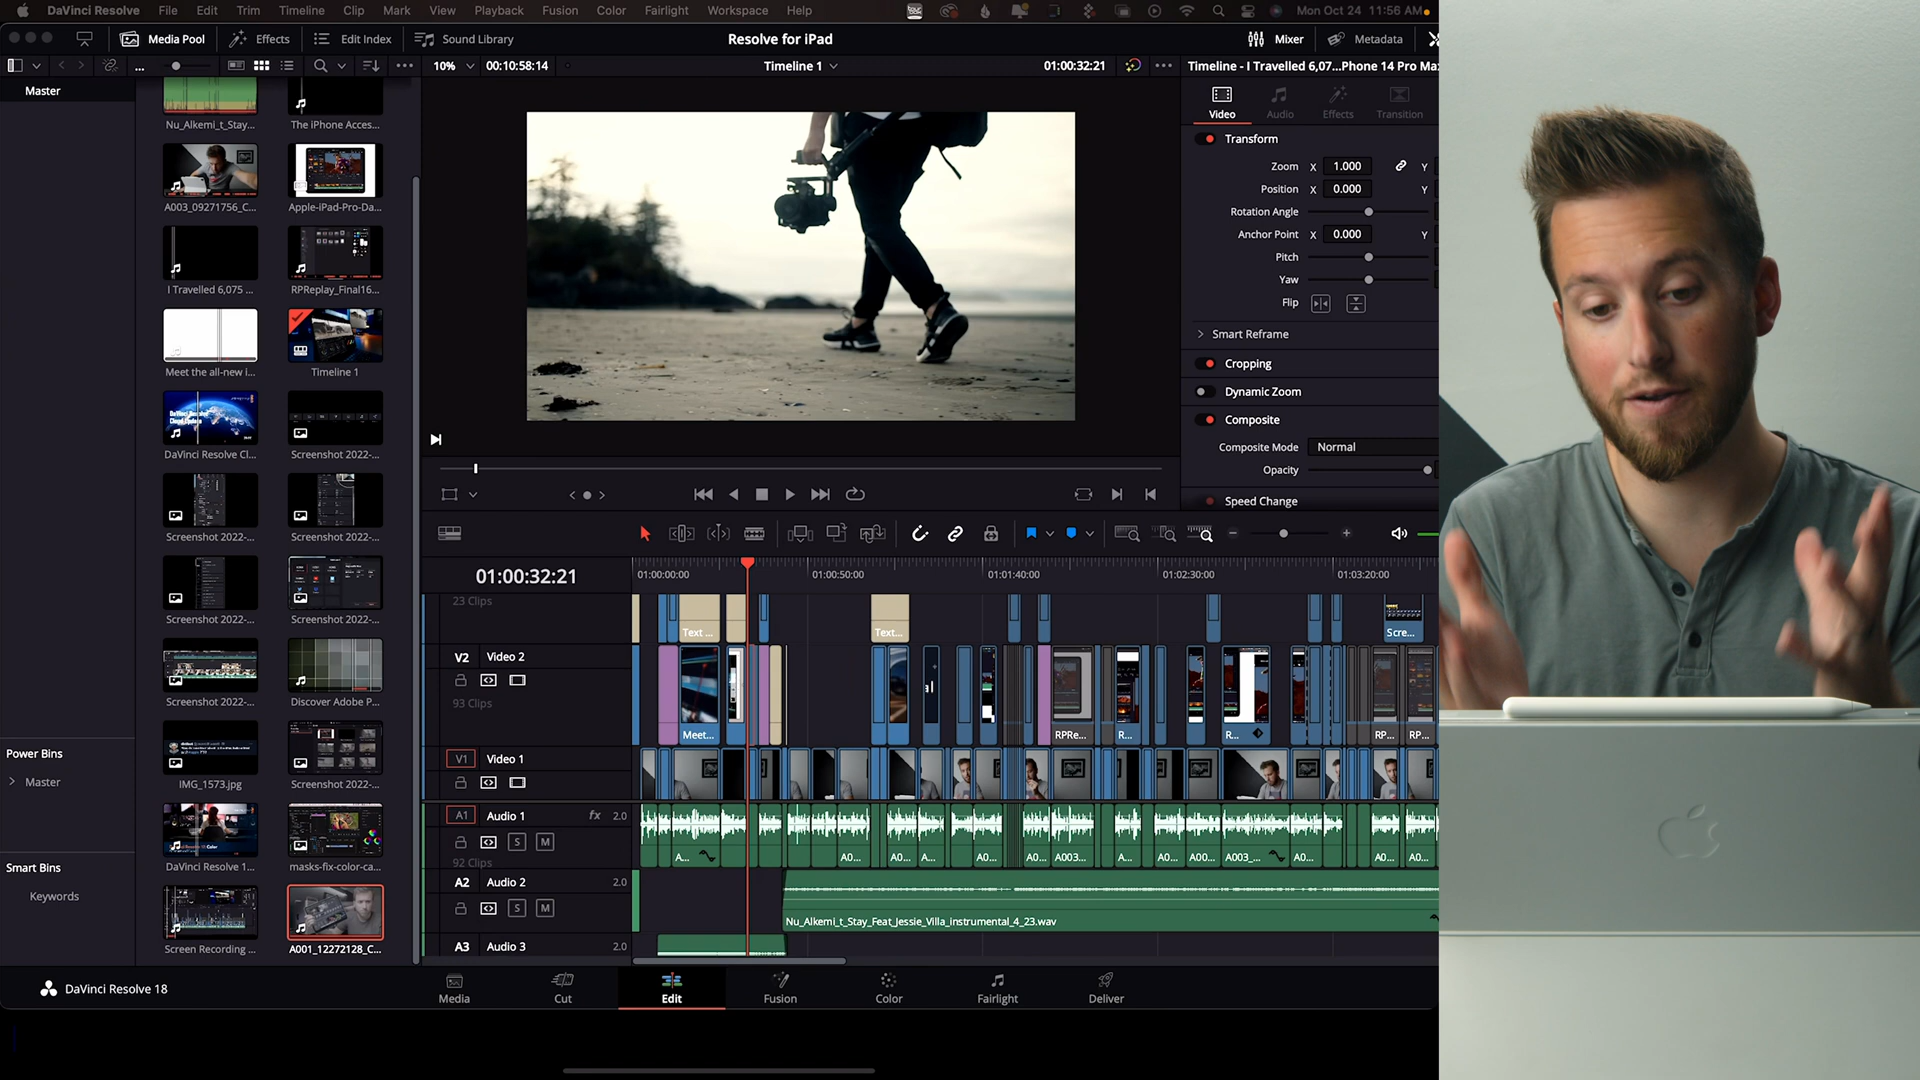 DaVinci Resolve File Edit Trim Timeline Clip Mark View Playback Fusion Color Fairlight Workspace Help Mon Oct 24 11:56 AM
Media Pool Effects Edit Index Sound Library Resolve for iPad Mixer Metadata
... 10% 00:10:58:14 Timeline 1 01:00:32:21 Timeline - I Travelled 6,07...Phone 14 Pro Ma
Master
Nu_Alkemi_t_Stay... The iPhone Acces...
A003_09271756_C... Apple-iPad-Pro-Da...
I Travelled 6,075 ... RPReplay_Final16...
Meet the all-new i... Timeline 1
DaVinci Resolve Cl... Screenshot 2022-...
Screenshot 2022-... Screenshot 2022-...
Screenshot 2022-... Screenshot 2022-...
Screenshot 2022-... Discover Adobe P...
IMG_1573.jpg Screenshot 2022-...
DaVinci Resolve 1... masks-fix-color-ca...
Screen Recording ... A001_12272128_C...
Power Bins
Master
Smart Bins
Keywords
Video Audio Effects Transition
Transform
Zoom X 1.000 Y
Position X 0.000 Y
Rotation Angle
Anchor Point X 0.000 Y
Pitch
Yaw
Flip
Smart Reframe
Cropping
Dynamic Zoom
Composite
Composite Mode Normal
Opacity
Speed Change
01:00:32:21 01:00:00:00 01:00:50:00 01:01:40:00 01:02:30:00 01:03:20:00
23 Clips
Text ... Text... Scre...
V2 Video 2
93 Clips
Meet... RPRe... R... R... RP... RP...
V1 Video 1
A1 Audio 1 fx 2.0
S M
92 Clips
A... A0... A0... A... A0... A0... A003... A... A0... A00... A003_... A0... A0... A0...
A2 Audio 2 2.0
S M
Nu_Alkemi_t_Stay_Feat_Jessie_Villa_instrumental_4_23.wav
A3 Audio 3 2.0
DaVinci Resolve 18 Media Cut Edit Fusion Color Fairlight Deliver